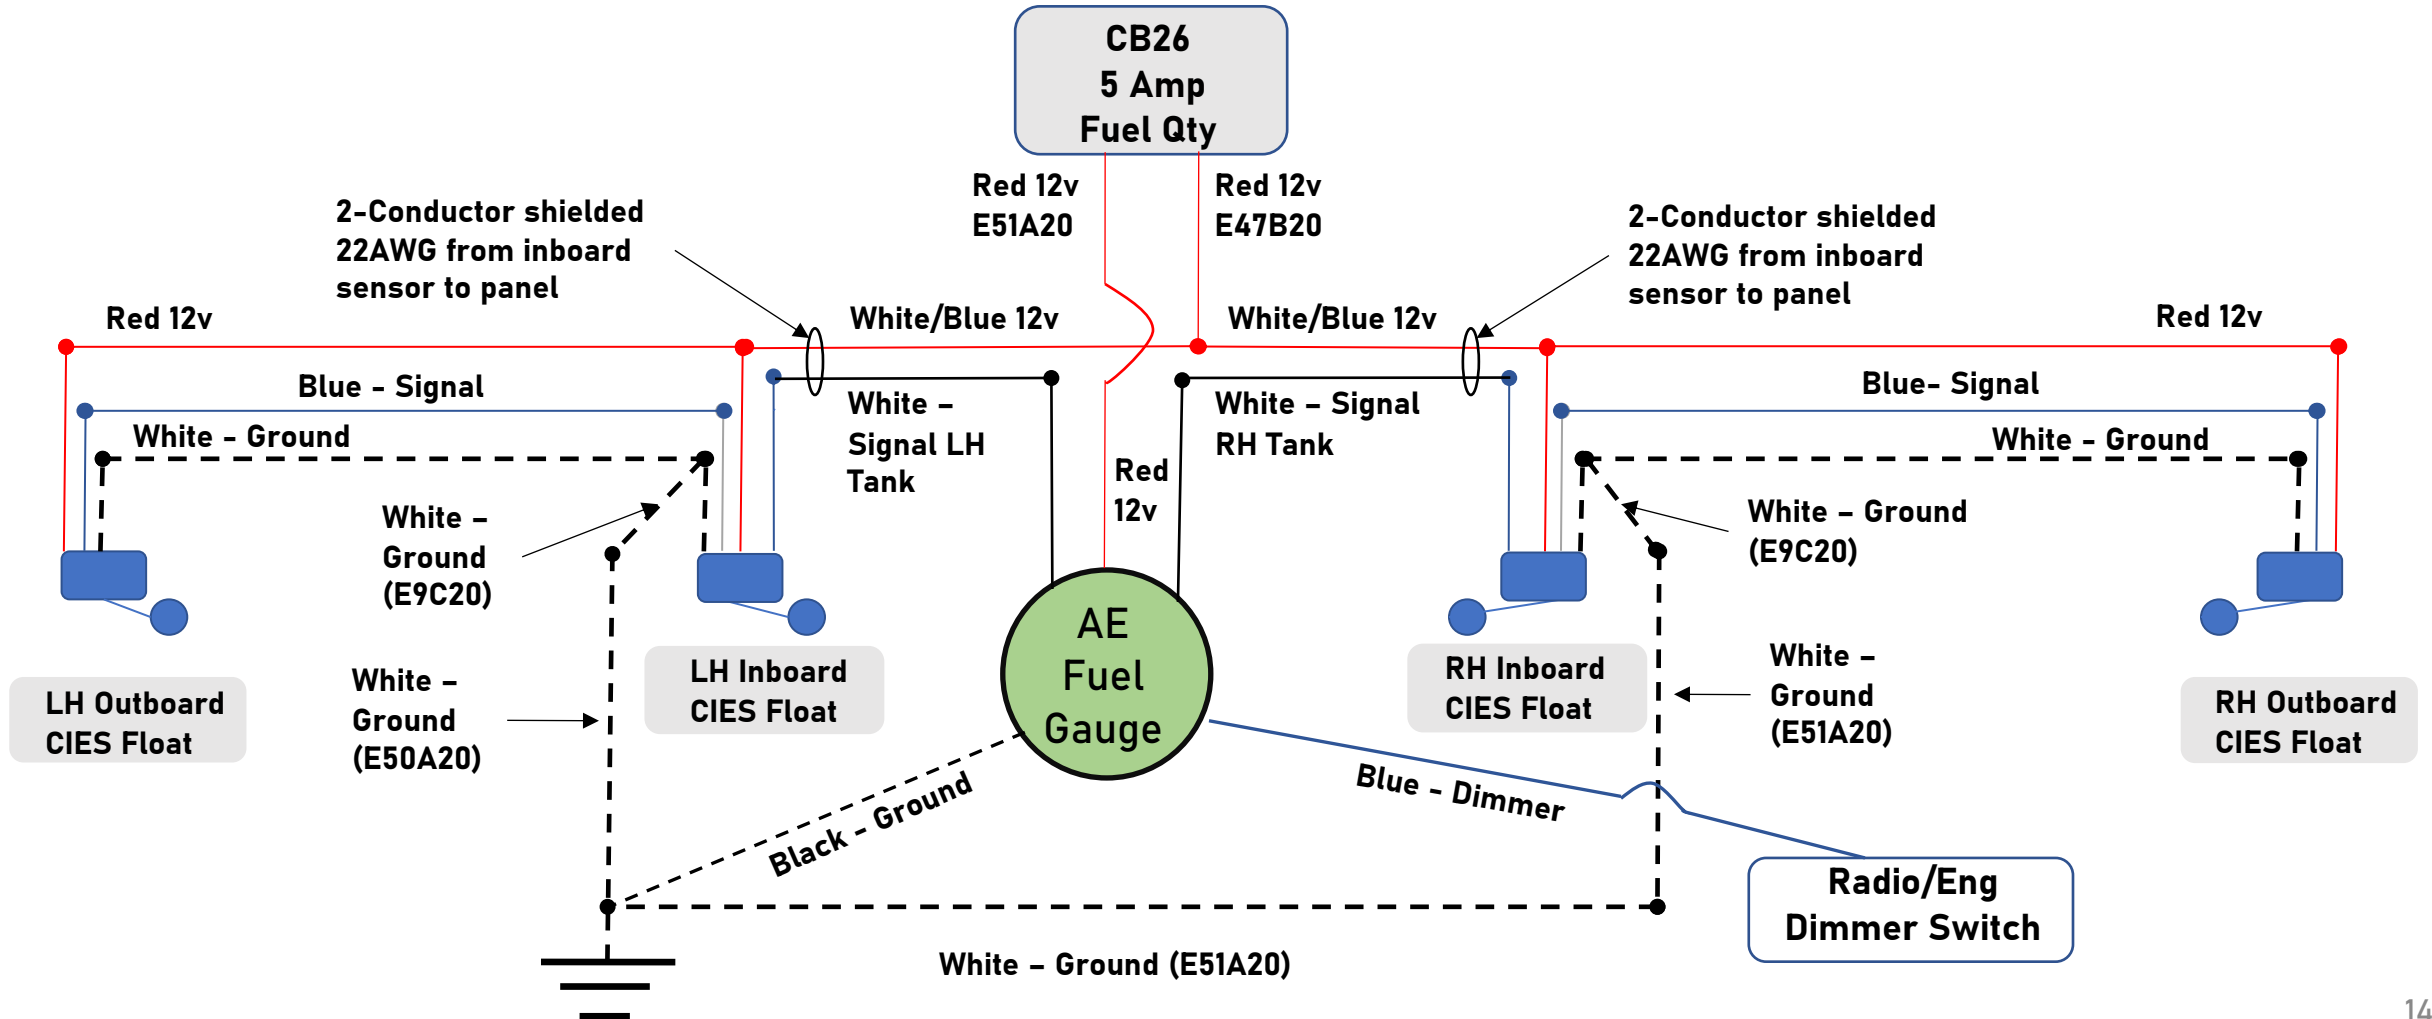 CB26
5 Amp
Fuel Qty
Red 12v
E51A20
Red 12v
E47B20
2-Conductor shielded
22AWG from inboard
sensor to panel
2-Conductor shielded
22AWG from inboard
sensor to panel
Red 12v
White/Blue 12v
White/Blue 12v
Red 12v
Blue - Signal
White - Ground
White –
Signal LH
Tank
White – Signal
RH Tank
Blue- Signal
White - Ground
Red
12v
White –
Ground
(E9C20)
White – Ground
(E9C20)
AE
Fuel
Gauge
LH Outboard
CIES Float
White –
Ground
(E50A20)
LH Inboard
CIES Float
RH Inboard
CIES Float
White –
Ground
(E51A20)
RH Outboard
CIES Float
Black - Ground
Blue - Dimmer
Radio/Eng
Dimmer Switch
White – Ground (E51A20)
14